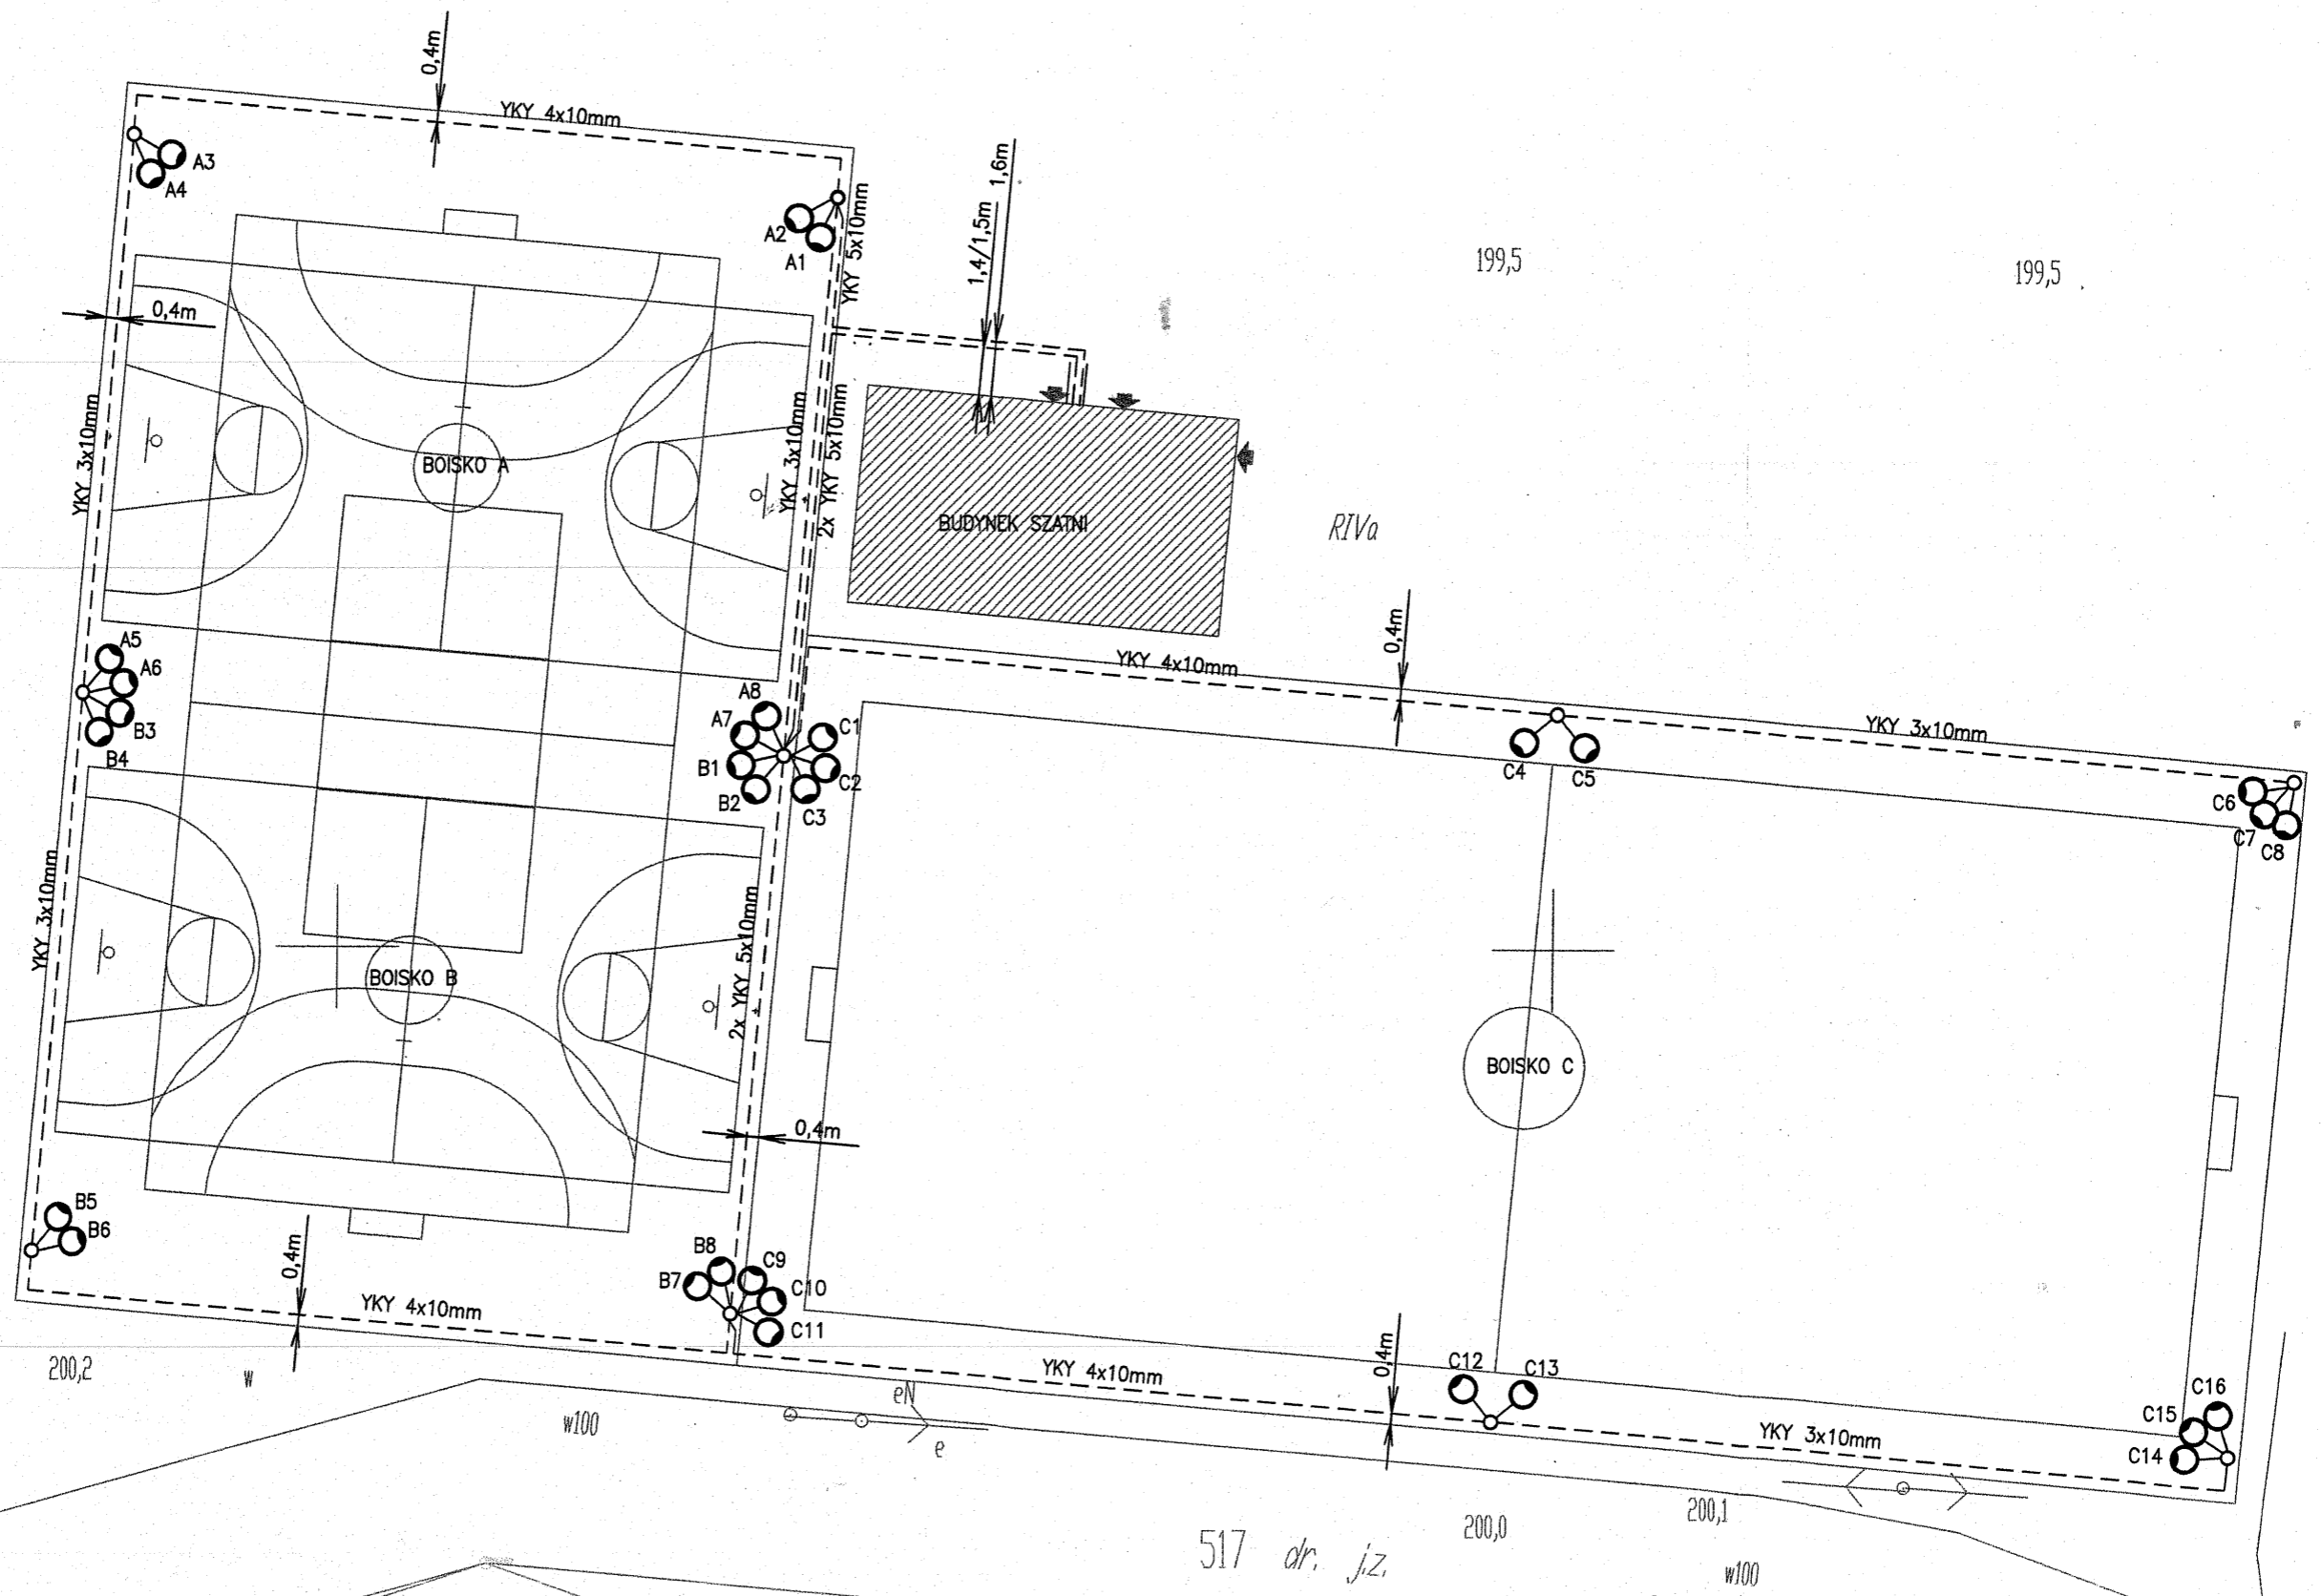 0,4m
YKY 4x10mm
A3
A4
A2
A1
YKY 5x10mm
1,4/1,5m
1,6m
199,5
199,5
0,4m
YKY 3x10mm
BOISKO A
YKY 3x10mm
2x YKY 5x10mm
BUDYNEK SZATNI
RIVa
0,4m
YKY 4x10mm
YKY 3x10mm
A5
A6
B3
B4
A8
A7
B1
B2
C1
C2
C3
C4
C5
C6
C7
C8
YKY 3x10mm
BOISKO B
2x YKY 5x10mm
BOISKO C
0,4m
B5
B6
0,4m
YKY 4x10mm
B8
B7
C9
C10
C11
YKY 4x10mm
0,4m
C12
C13
YKY 3x10mm
C16
C15
C14
200,2
w
w100
eN
e
517 dr. j.z.
200,0
200,1
w100